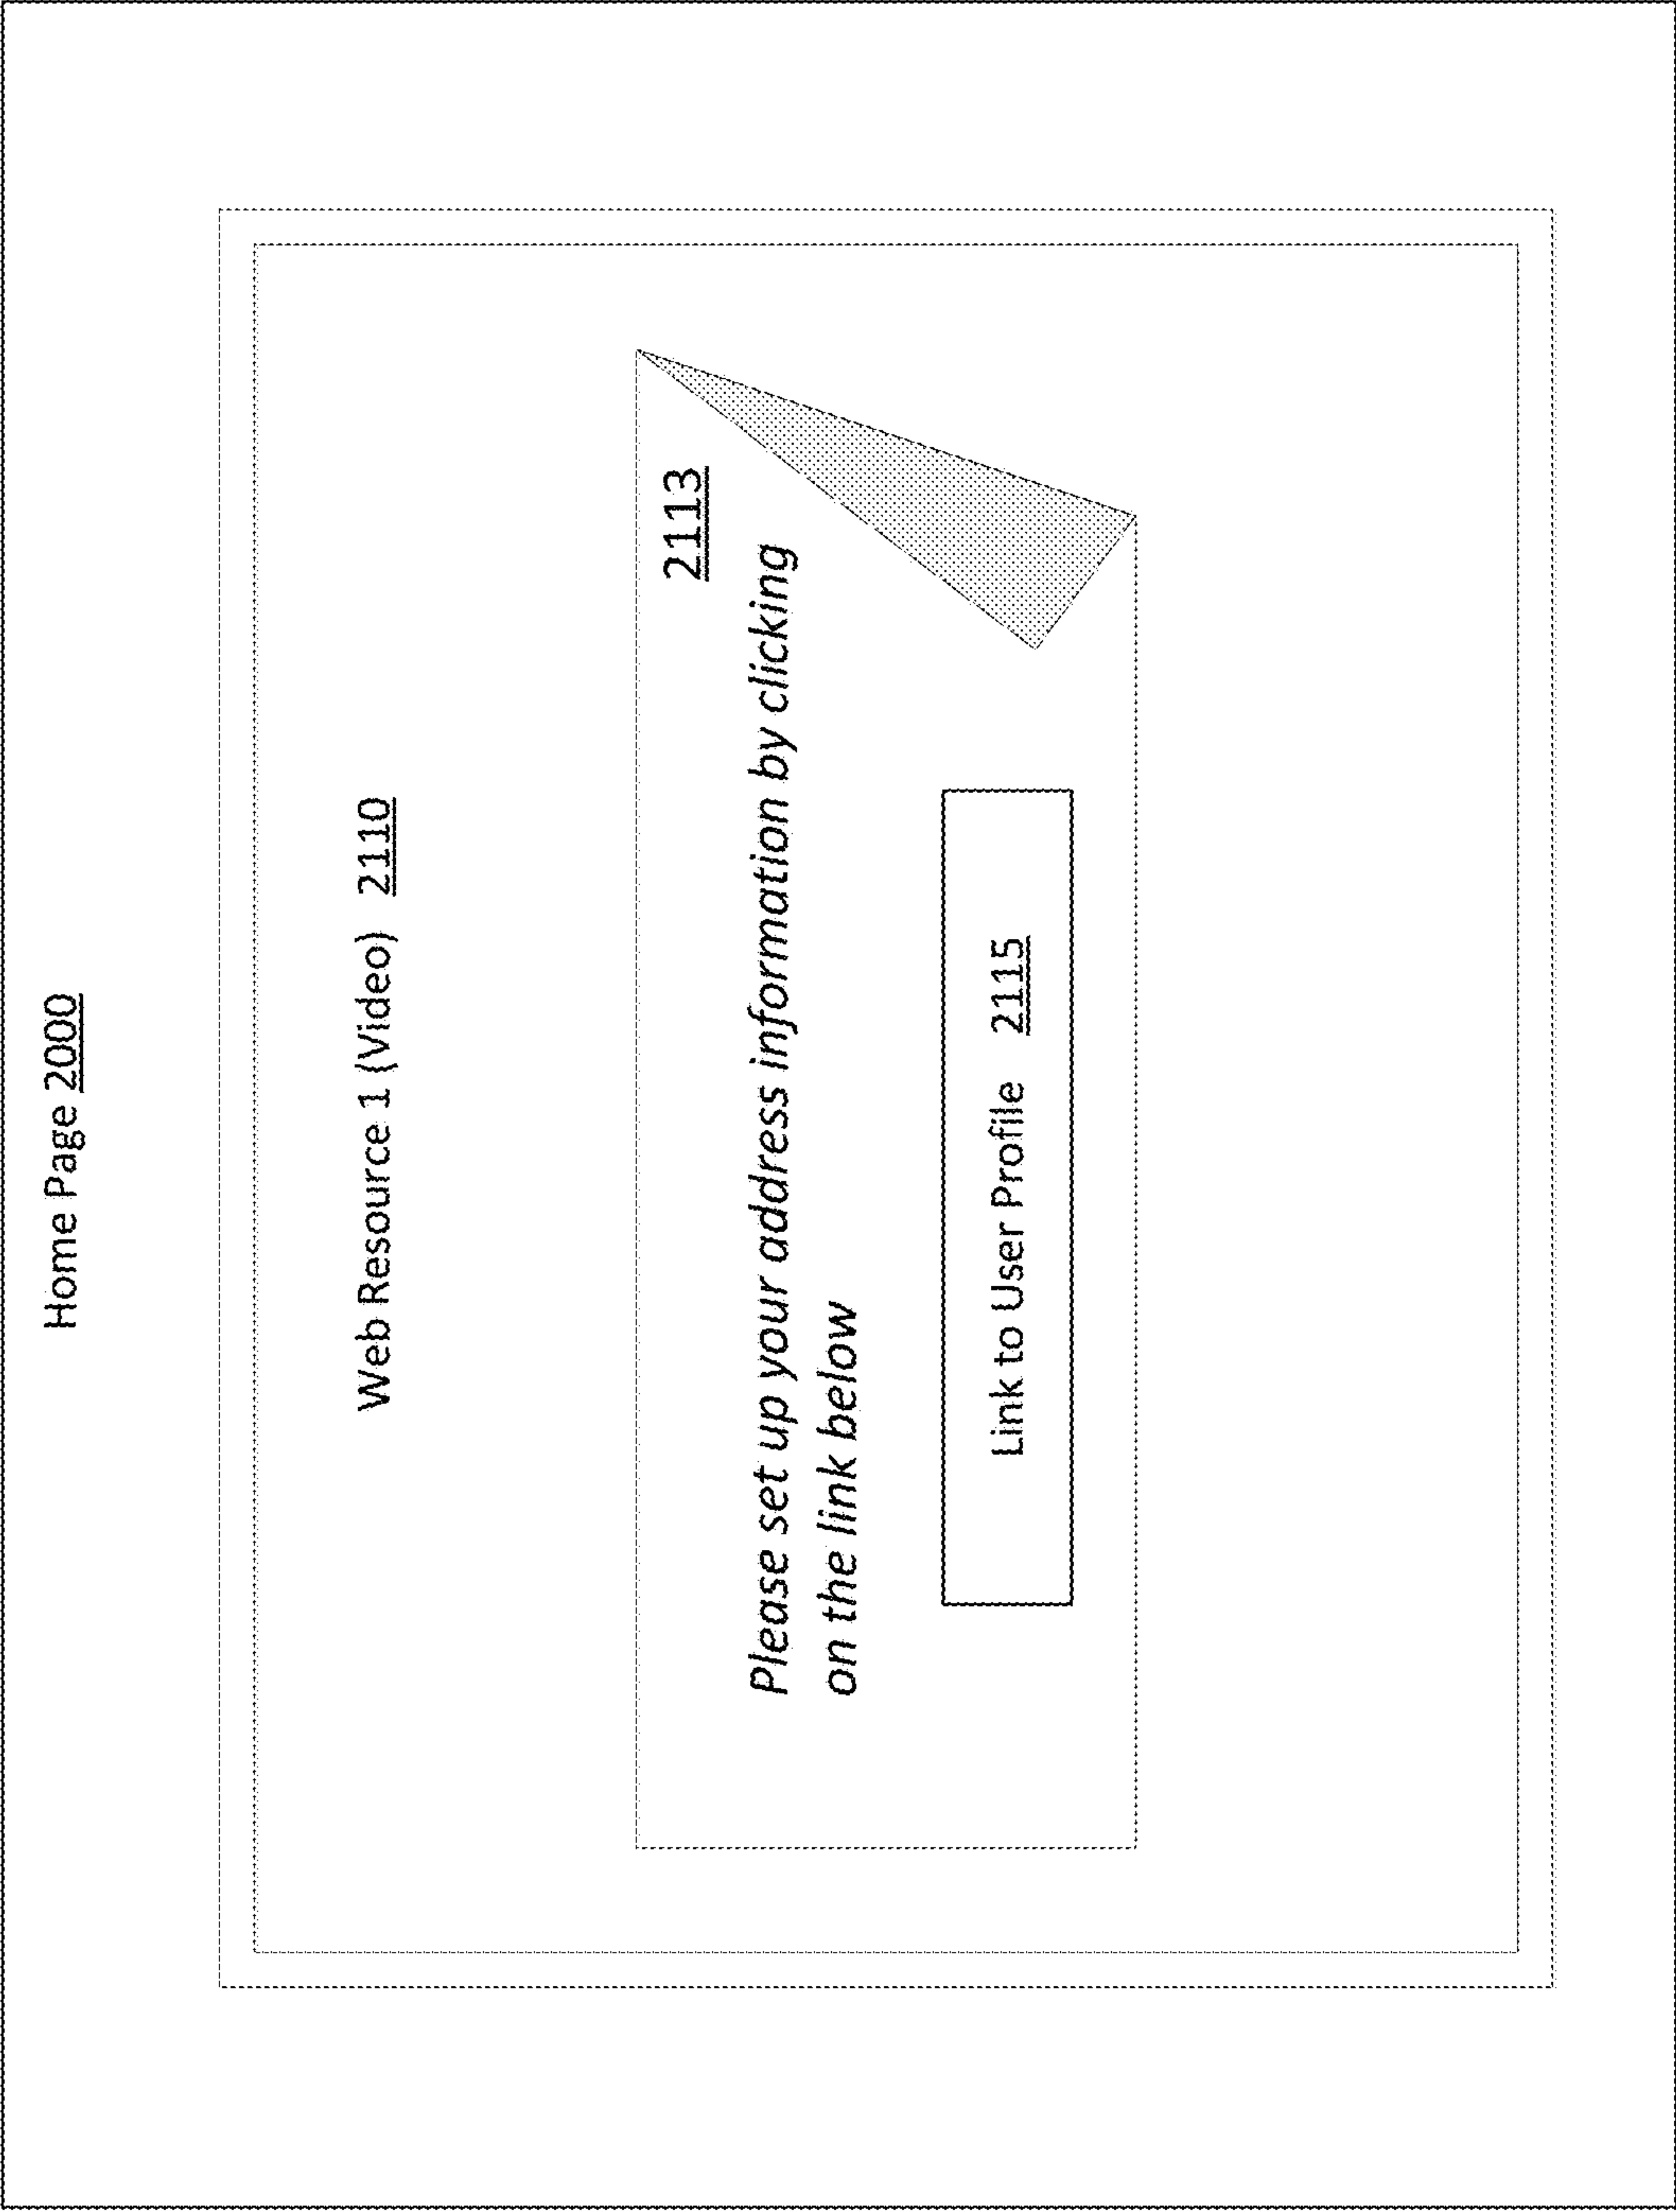 Home Page 2000
Web Resource 1 (Video) 2110
2113
Please set up your address information by clicking
on the link below
Link to User Profile 2115